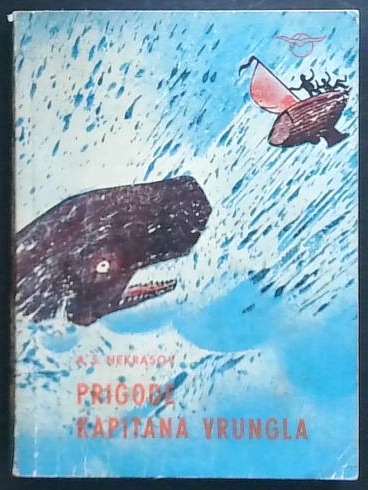 A. S. NEKRASOV
PRIGODE
KAPITANA VRUNGLA